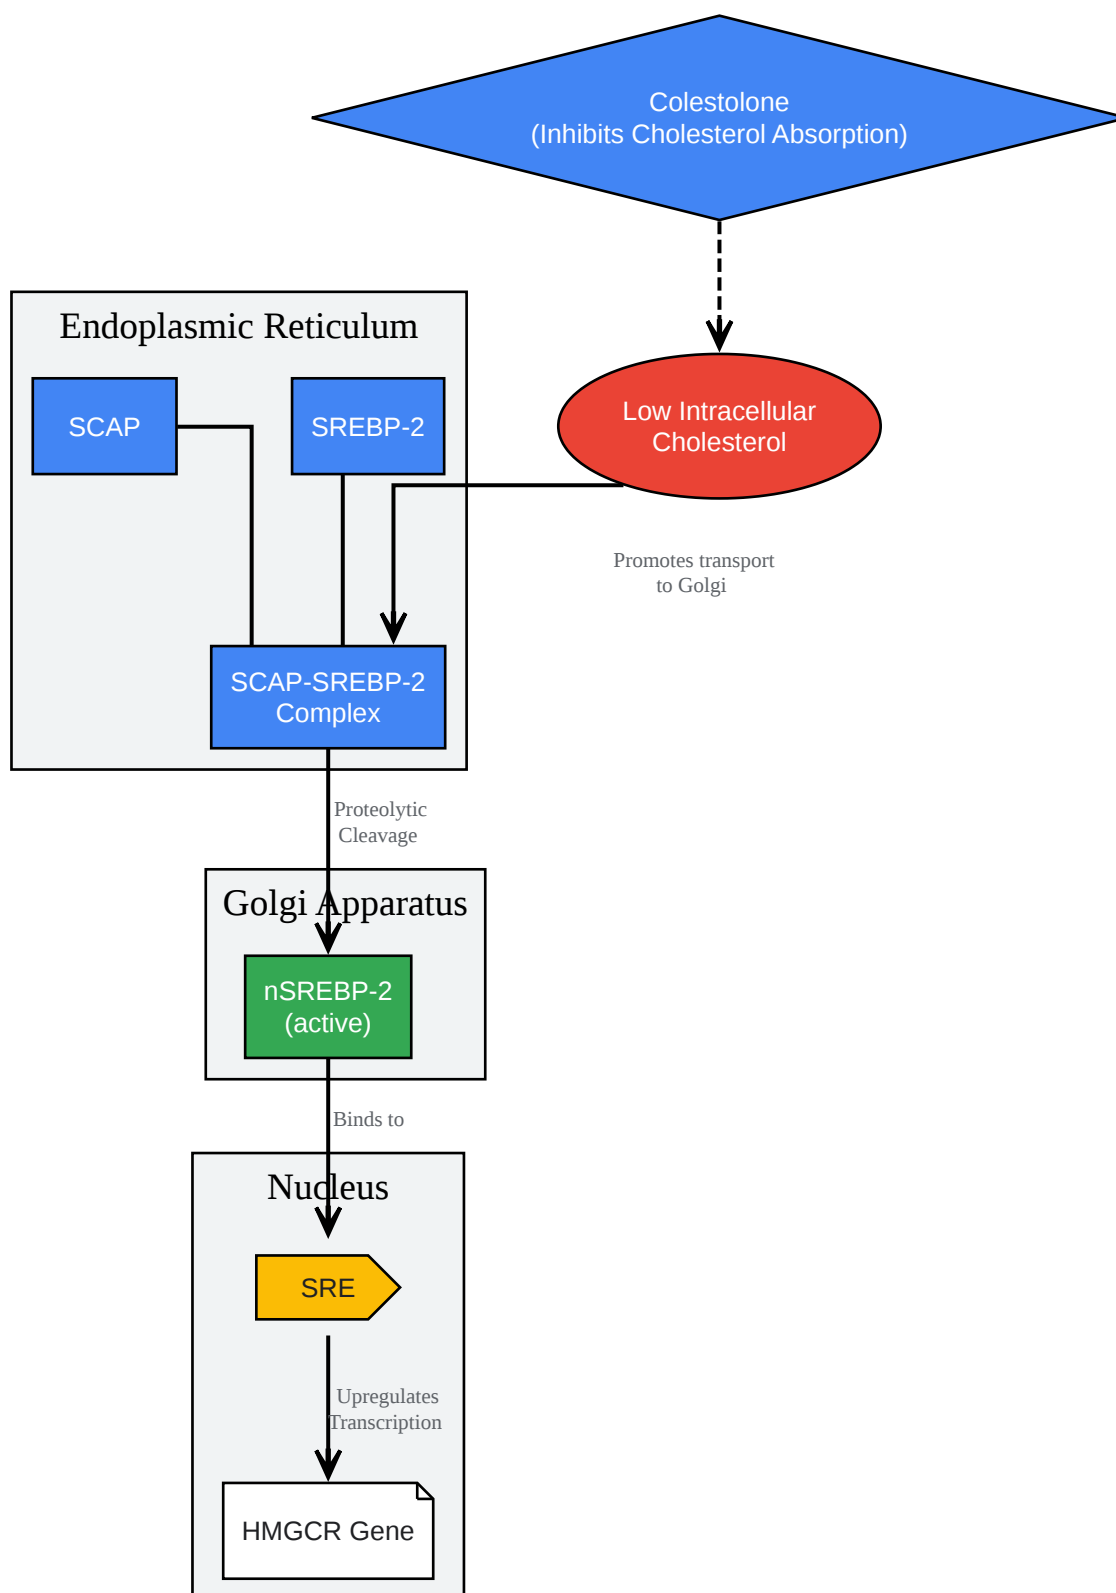 Colestolone
(Inhibits Cholesterol Absorption)
Endoplasmic Reticulum
SCAP
SREBP-2
Low Intracellular
Cholesterol
Promotes transport
to Golgi
SCAP-SREBP-2
Complex
Proteolytic
Cleavage
Golgi Apparatus
nSREBP-2
(active)
Binds to
Nucleus
SRE
Upregulates
Transcription
HMGCR Gene